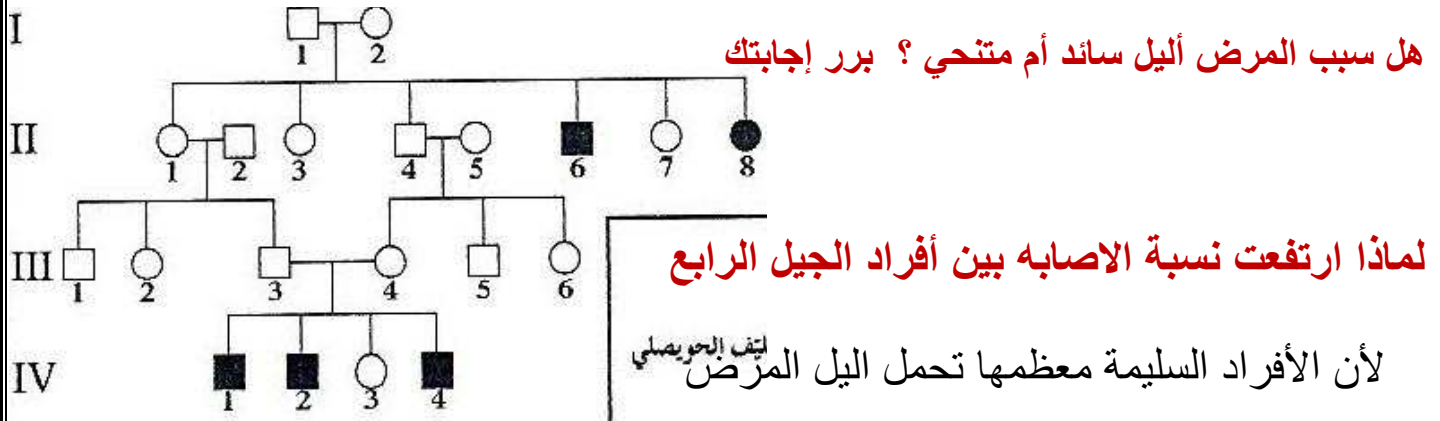 I
1 2
هل سبب المرض أليل سائد أم متنحي ؟ برر إجابتك
II
1 2 3 4 5 6 7 8
III
1 2 3 4 5 6
لماذا ارتفعت نسبة الاصابه بين أفراد الجيل الرابع
الحويصلي
لأن الأفراد السليمة معظمها تحمل اليل المرض
IV
1 2 3 4